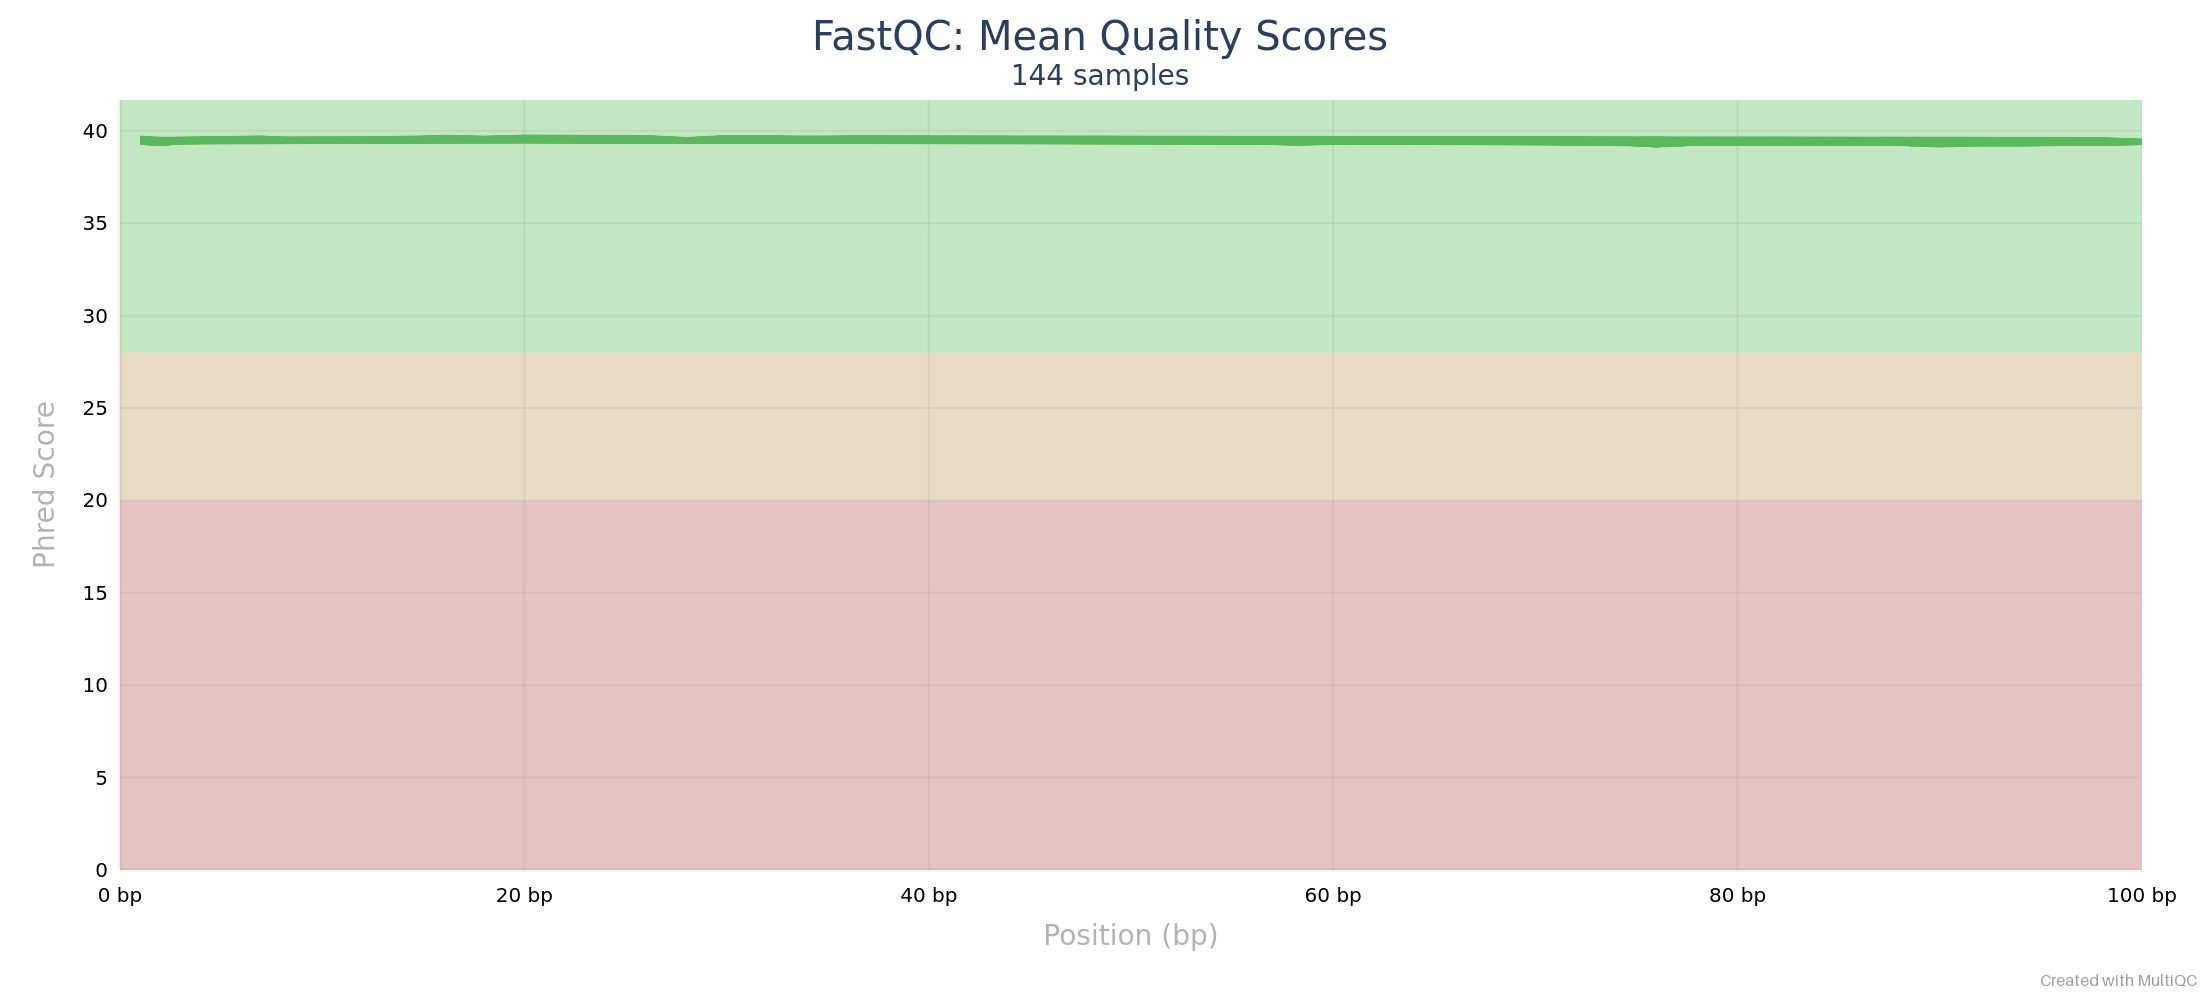 FastQC: Mean Quality Scores
144 samples
40
35
30
25
20
15
10
5
0
Phred Score
0 bp
20 bp
40 bp
60 bp
80 bp
100 bp
Position (bp)
Created with MultiQC